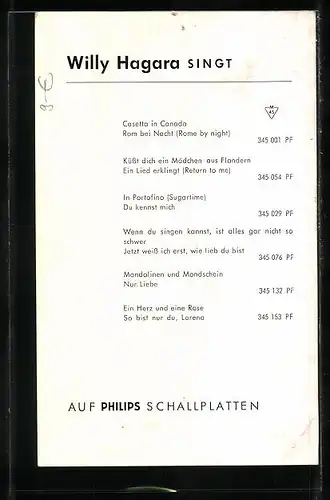 Willy Hagara SINGT
3-€
M
45
Casetta in Canada
Rom bei Nacht (Rome by night)
345 001 PF
Küßt dich ein Mädchen aus Flandern
Ein Lied erklingt (Return to me)
345 054 PF
In Portofino (Sugartime)
Du kennst mich
345 029 PF
Wenn du singen kannst, ist alles gar nicht so
schwer
Jetzt weiß ich erst, wie lieb du bist
345 076 PF
Mandolinen und Mondschein
Nur Liebe
345 132 PF
Ein Herz und eine Rose
So bist nur du, Lorena
345 153 PF
AUF PHILIPS SCHALLPLATTEN